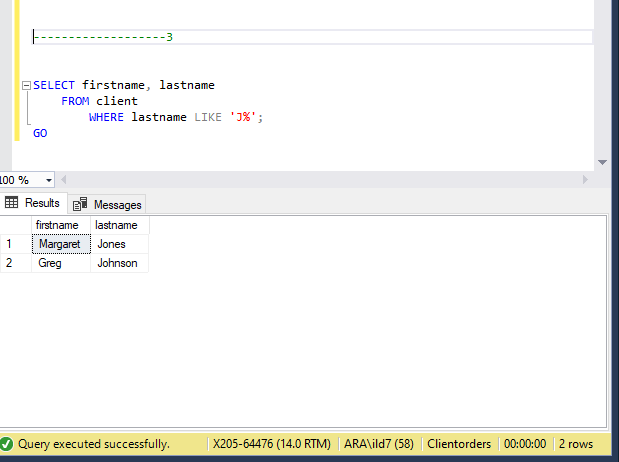 -------------------3
SELECT firstname, lastname
FROM client
WHERE lastname LIKE 'J%';
GO
100 %
Results Messages
firstname lastname
1 Margaret Jones
2 Greg Johnson
Query executed successfully. X205-64476 (14.0 RTM) ARA\ild7 (58) Clientorders 00:00:00 2 rows